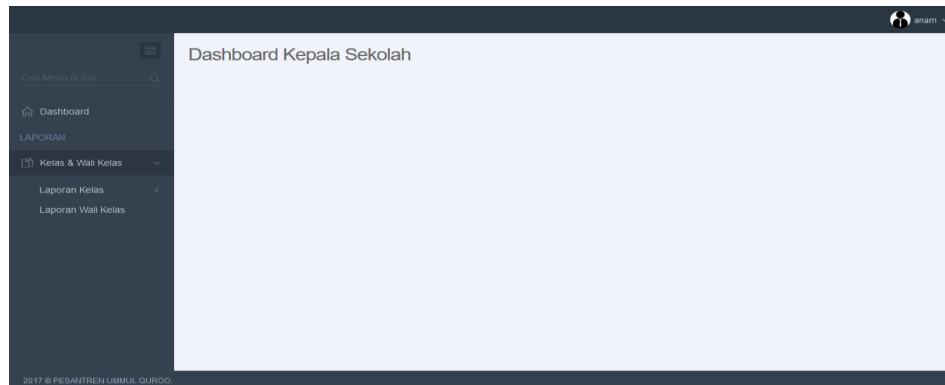 anam
Dashboard Kepala Sekolah
Cari Menu di Sini
Dashboard
LAPORAN
Kelas & Wali Kelas
Laporan Kelas
Laporan Wali Kelas
2017 © PESANTREN UMMUL QUROO.